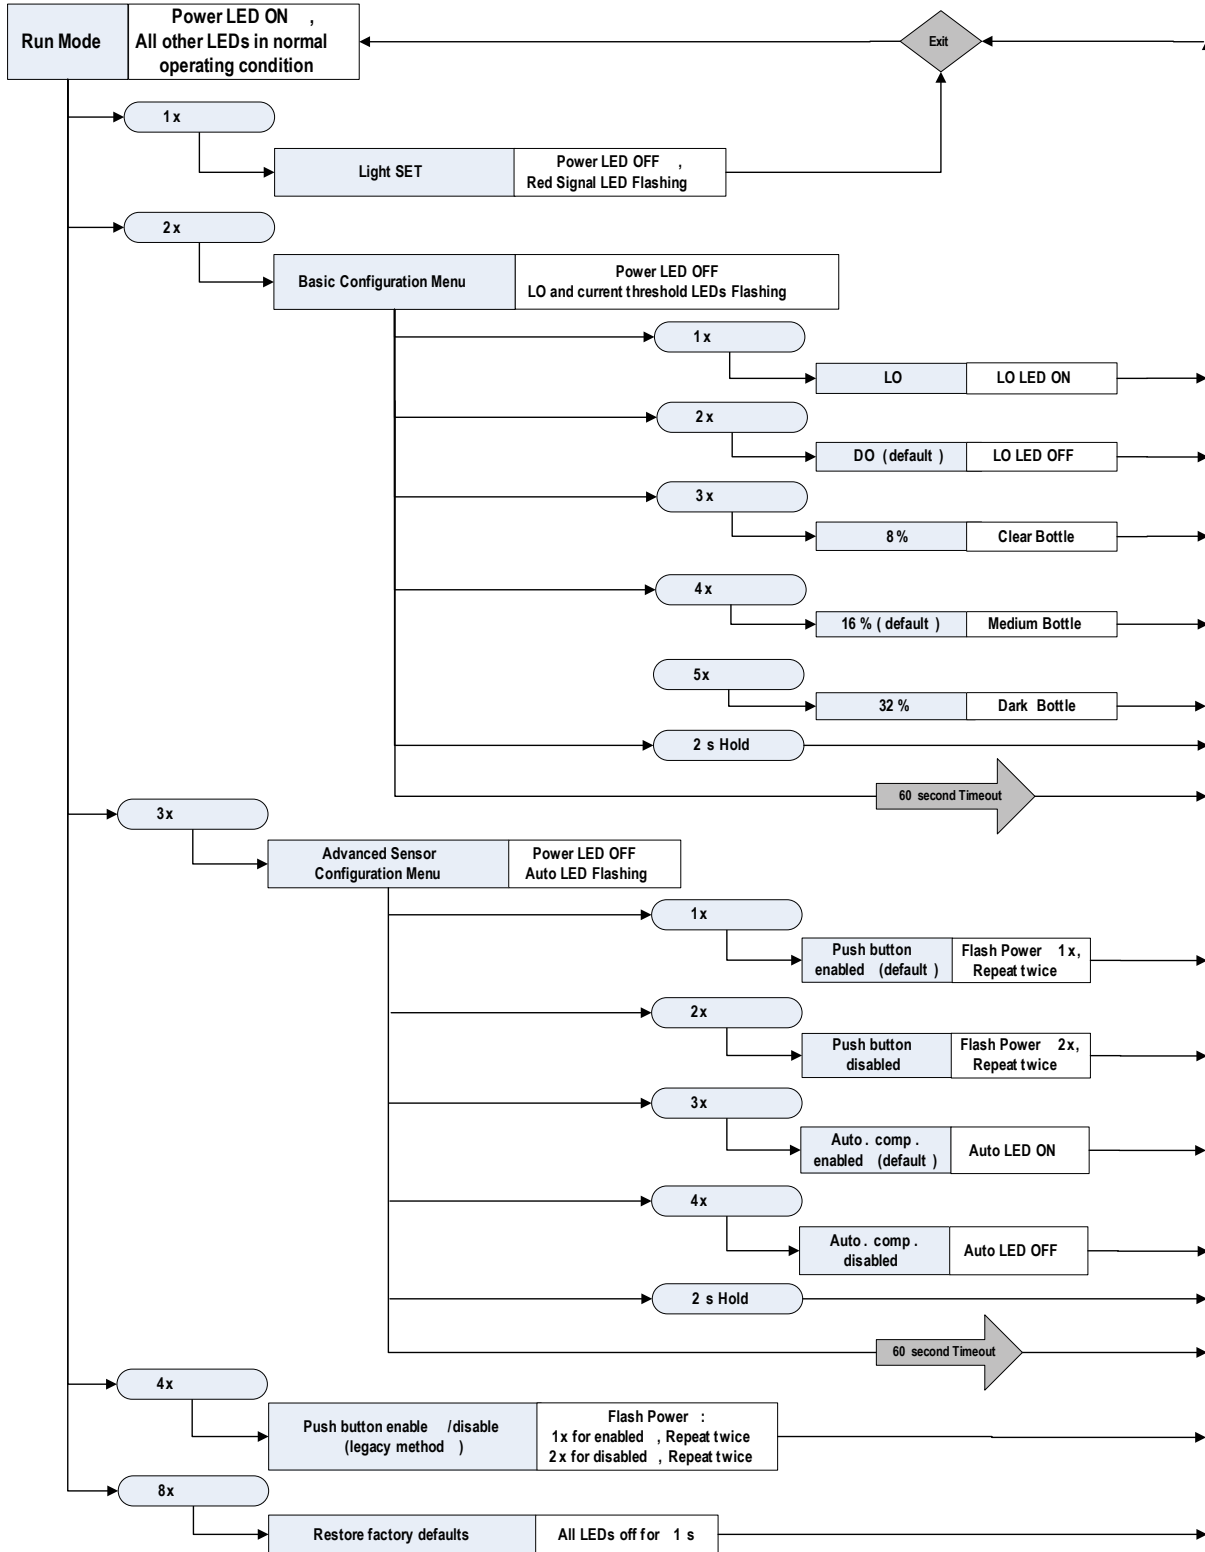 Run Mode
Power LED ON ,
All other LEDs in normal
operating condition
Exit
1x
Light SET
Power LED OFF ,
Red Signal LED Flashing
2x
Basic Configuration Menu
Power LED OFF
LO and current threshold LEDs Flashing
1x
LO
LO LED ON
2x
DO (default )
LO LED OFF
3x
8 %
Clear Bottle
4x
16 % ( default )
Medium Bottle
5x
32 %
Dark Bottle
2 s Hold
60 second Timeout
3x
Advanced Sensor
Configuration Menu
Power LED OFF
Auto LED Flashing
1x
Push button
enabled (default )
Flash Power 1x,
Repeat twice
2x
Push button
disabled
Flash Power 2x,
Repeat twice
3x
Auto . comp .
enabled (default )
Auto LED ON
4x
Auto . comp .
disabled
Auto LED OFF
2 s Hold
60 second Timeout
4x
Push button enable /disable
(legacy method )
Flash Power :
1x for enabled , Repeat twice
2x for disabled , Repeat twice
8x
Restore factory defaults
All LEDs off for 1 s